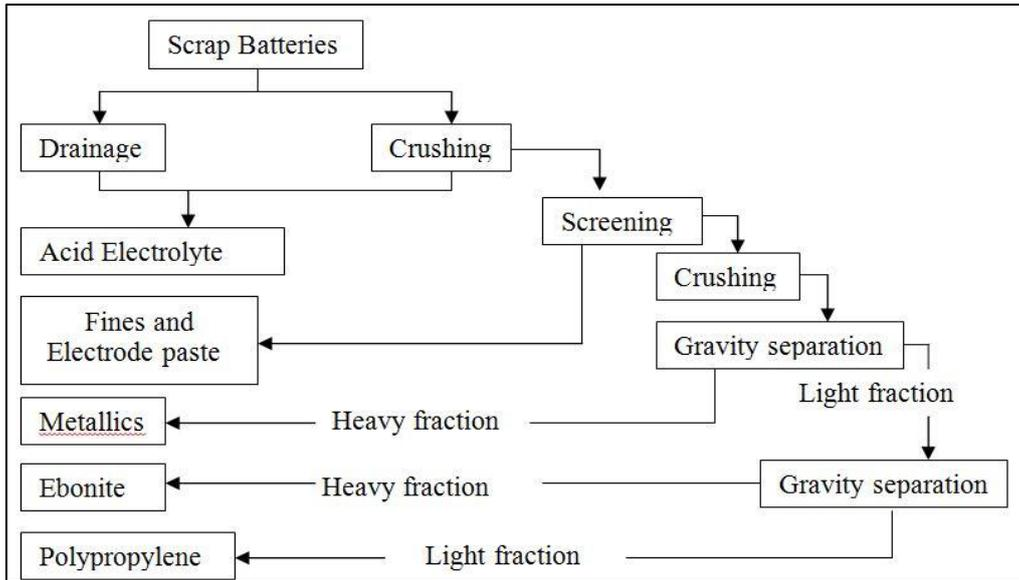 Scrap Batteries
Drainage
Crushing
Screening
Acid Electrolyte
Crushing
Fines and
Electrode paste
Gravity separation
Light fraction
Metallics
Heavy fraction
Ebonite
Heavy fraction
Gravity separation
Polypropylene
Light fraction